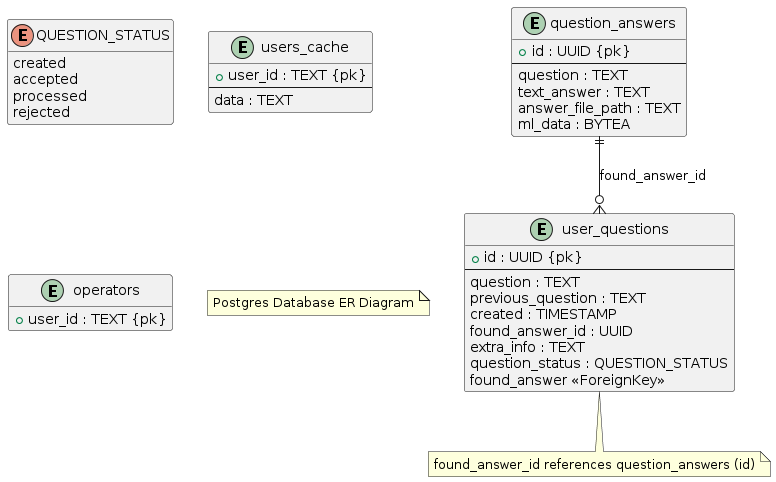 E QUESTION_STATUS
created
accepted
processed
rejected
E users_cache
user_id : TEXT {pk}
data : TEXT
E question_answers
id : UUID {pk}
question : TEXT
text_answer : TEXT
answer_file_path : TEXT
ml_data : BYTEA
found_answer_id
E operators
user_id : TEXT {pk}
Postgres Database ER Diagram
E user_questions
id : UUID {pk}
question : TEXT
previous_question : TEXT
created : TIMESTAMP
found_answer_id : UUID
extra_info : TEXT
question_status : QUESTION_STATUS
found_answer «ForeignKey»
found_answer_id references question_answers (id)